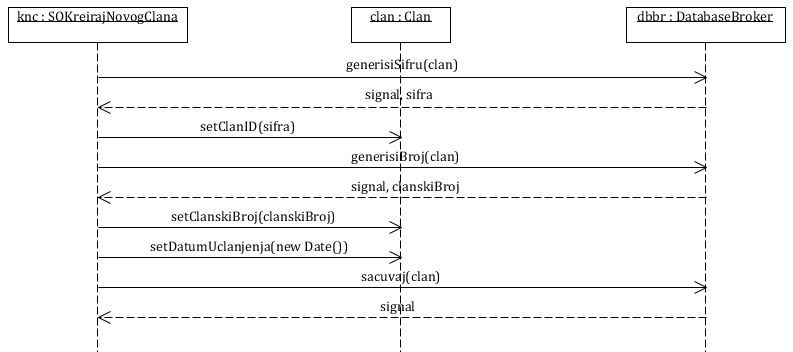 knc : SOKreirajNovogClana
clan : Clan
dbbr : DatabaseBroker
generisiSifru(clan)
signal, sifra
setClanID(sifra)
generisiBroj(clan)
signal, clanskiBroj
setClanskiBroj(clanskiBroj)
setDatumUclanjenja(new Date())
sacuvaj(clan)
signal